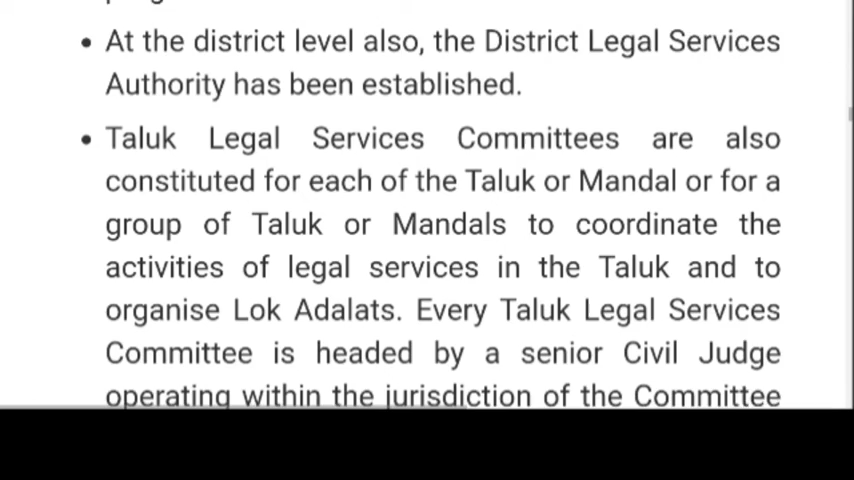 • At the district level also, the District Legal Services
Authority has been established.
• Taluk Legal Services Committees are also
constituted for each of the Taluk or Mandal or for a
group of Taluk or Mandals to coordinate the
activities of legal services in the Taluk and to
organise Lok Adalats. Every Taluk Legal Services
Committee is headed by a senior Civil Judge
operating within the jurisdiction of the Committee